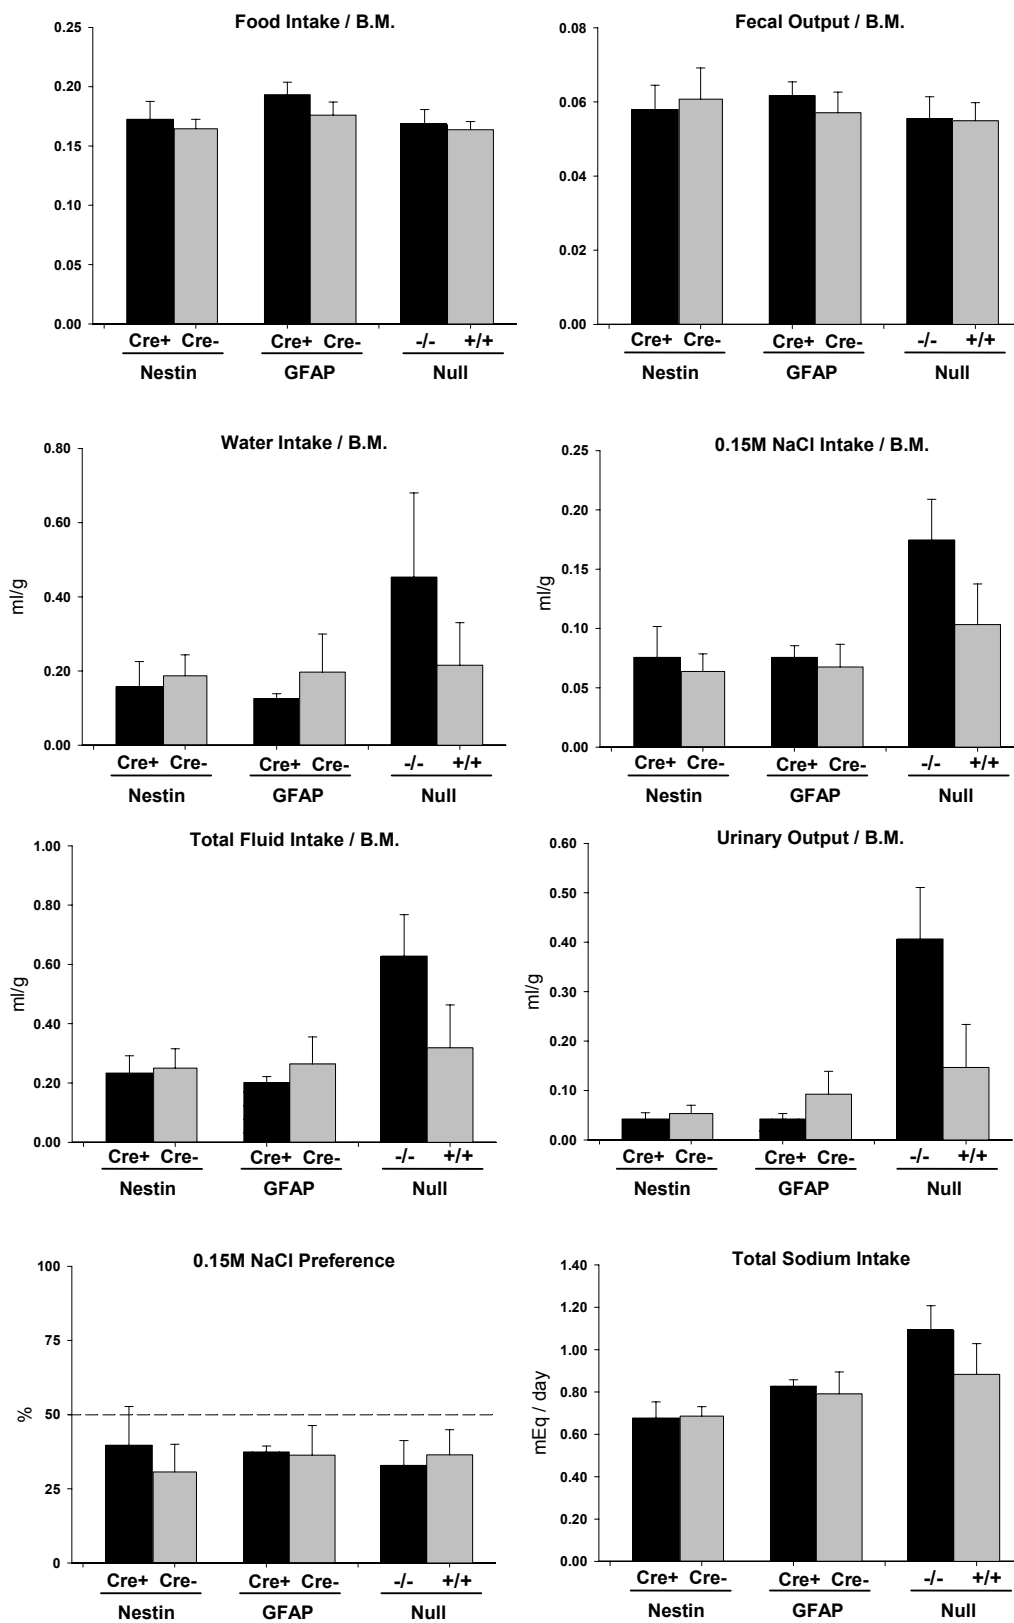 Food Intake / B.M.
0.25
0.20
0.15
0.10
0.05
0.00
Cre+ Cre- Cre+ Cre- -/- +/+
Nestin GFAP Null
Fecal Output / B.M.
0.08
0.06
0.04
0.02
0.00
Cre+ Cre- Cre+ Cre- -/- +/+
Nestin GFAP Null
Water Intake / B.M.
ml/g
0.80
0.60
0.40
0.20
0.00
Cre+ Cre- Cre+ Cre- -/- +/+
Nestin GFAP Null
0.15M NaCl Intake / B.M.
ml/g
0.25
0.20
0.15
0.10
0.05
0.00
Cre+ Cre- Cre+ Cre- -/- +/+
Nestin GFAP Null
Total Fluid Intake / B.M.
ml/g
1.00
0.80
0.60
0.40
0.20
0.00
Cre+ Cre- Cre+ Cre- -/- +/+
Nestin GFAP Null
Urinary Output / B.M.
ml/g
0.60
0.50
0.40
0.30
0.20
0.10
0.00
Cre+ Cre- Cre+ Cre- -/- +/+
Nestin GFAP Null
0.15M NaCl Preference
%
100
75
50
25
0
Cre+ Cre- Cre+ Cre- -/- +/+
Nestin GFAP Null
Total Sodium Intake
mEq / day
1.40
1.20
1.00
0.80
0.60
0.40
0.20
0.00
Cre+ Cre- Cre+ Cre- -/- +/+
Nestin GFAP Null